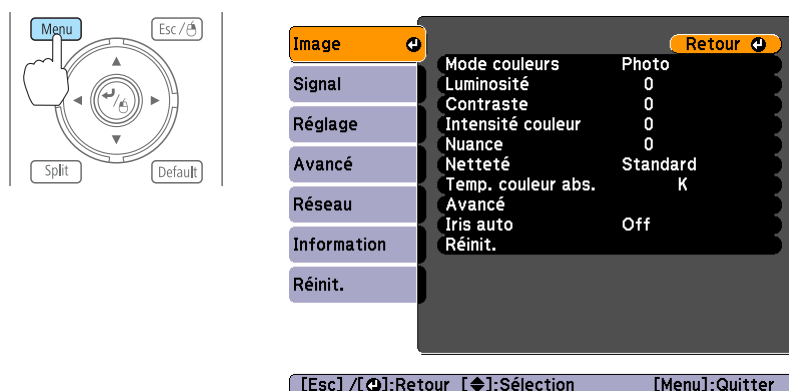 Menu
Esc /
Split
Default
Image
Signal
Réglage
Avancé
Réseau
Information
Réinit.
Retour
Mode couleurs Photo
Luminosité 0
Contraste 0
Intensité couleur 0
Nuance 0
Netteté Standard
Temp. couleur abs. K
Avancé
Iris auto Off
Réinit.
[Esc] /[ ]:Retour [ ]:Sélection [Menu]:Quitter